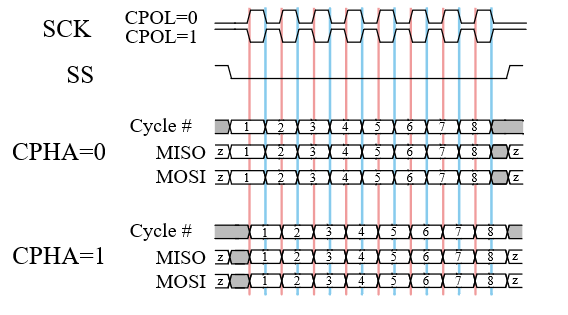 SCK CPOL=0
CPOL=1
SS
Cycle # 1 2 3 4 5 6 7 8
CPHA=0 MISO z 1 2 3 4 5 6 7 8 z
MOSI z 1 2 3 4 5 6 7 8 z
Cycle # 1 2 3 4 5 6 7 8
CPHA=1 MISO z 1 2 3 4 5 6 7 8 z
MOSI z 1 2 3 4 5 6 7 8 z